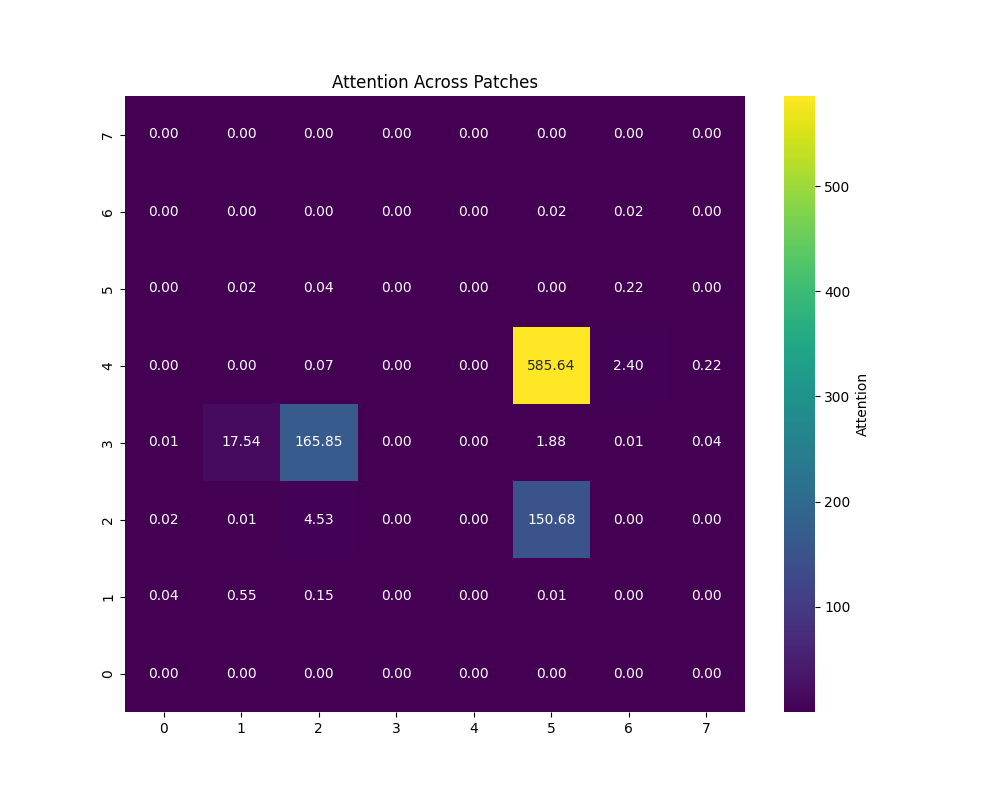 Attention Across Patches
7 0.00 0.00 0.00 0.00 0.00 0.00 0.00 0.00
6 0.00 0.00 0.00 0.00 0.00 0.02 0.02 0.00
5 0.00 0.02 0.04 0.00 0.00 0.00 0.22 0.00
4 0.00 0.00 0.07 0.00 0.00 585.64 2.40 0.22
3 0.01 17.54 165.85 0.00 0.00 1.88 0.01 0.04
2 0.02 0.01 4.53 0.00 0.00 150.68 0.00 0.00
1 0.04 0.55 0.15 0.00 0.00 0.01 0.00 0.00
0 0.00 0.00 0.00 0.00 0.00 0.00 0.00 0.00
0 1 2 3 4 5 6 7
500
400
300
200
100
Attention